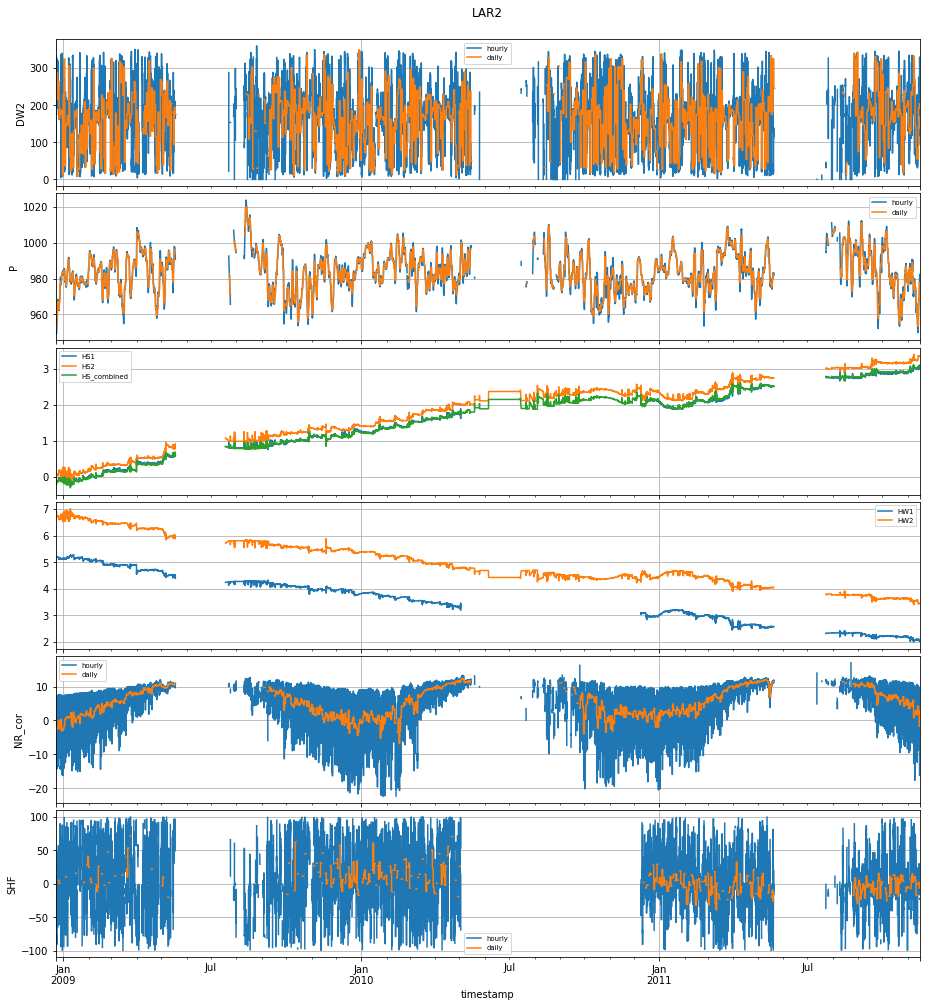 LAR2
300
200
100
0
DW2
hourly
daily
1020
1000
980
960
P
hourly
daily
3
2
1
0
HS1
HS2
HS_combined
7
6
5
4
3
2
HW1
HW2
10
0
−10
−20
NR_cor
hourly
daily
100
50
0
−50
−100
SHF
hourly
daily
Jan Jul Jan Jul Jan Jul
2009 2010 2011
timestamp